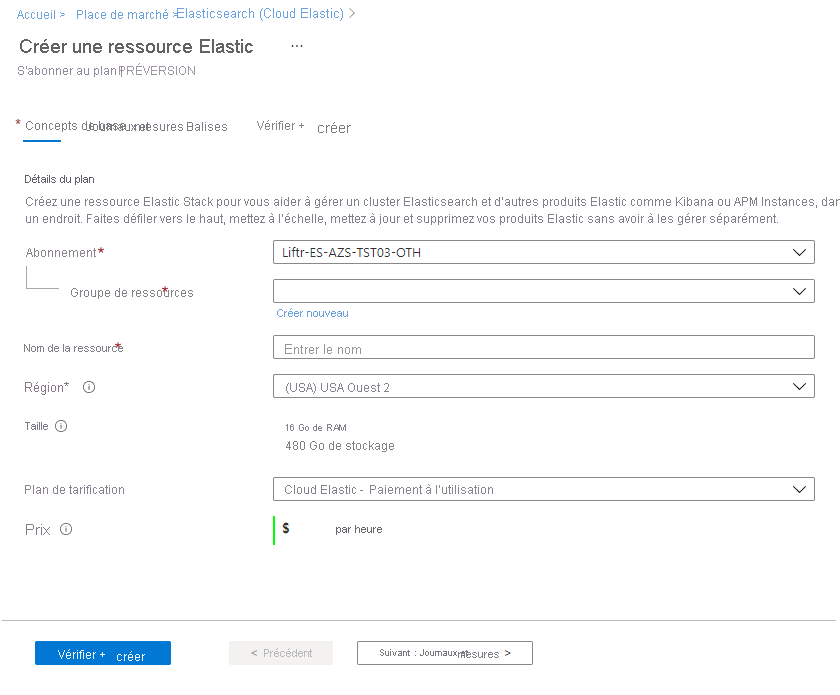 Accueil > Place de marché > Elasticsearch (Cloud Elastic) >
Créer une ressource Elastic ...
S'abonner au plan PRÉVERSION
* Concepts de base Journaux et mesures Balises Vérifier + créer
Détails du plan
Créez une ressource Elastic Stack pour vous aider à gérer un cluster Elasticsearch et d'autres produits Elastic comme Kibana ou APM Instances, dan
un endroit. Faites défiler vers le haut, mettez à l'échelle, mettez à jour et supprimez vos produits Elastic sans avoir à les gérer séparément.
Abonnement* Liftr-ES-AZS-TST03-OTH
Groupe de ressources*
Créer nouveau
Nom de la ressource* Entrer le nom
Région* (USA) USA Ouest 2
Taille 16 Go de RAM
480 Go de stockage
Plan de tarification Cloud Elastic - Paiement à l'utilisation
Prix $ par heure
Vérifier + créer < Précédent Suivant : Journaux et mesures >